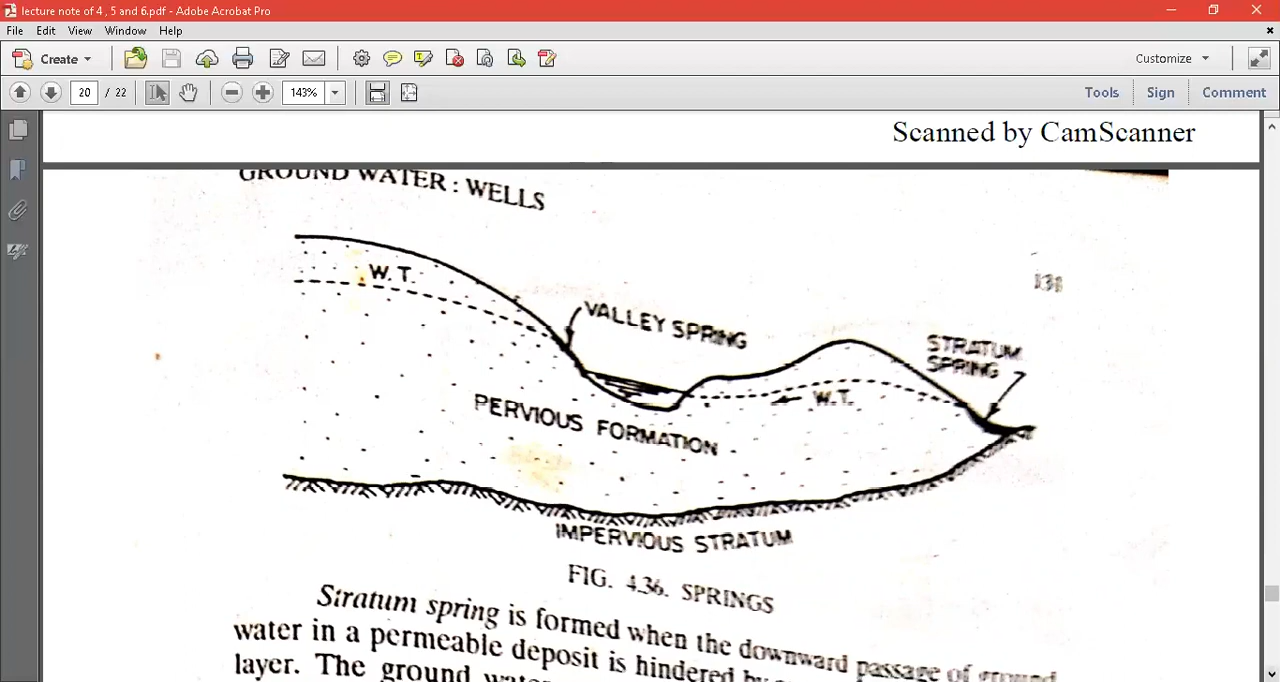 lecture note of 4 , 5 and 6.pdf - Adobe Acrobat Pro
File Edit View Window Help
Create Customize
20 / 22 143% Tools Sign Comment
Scanned by CamScanner
GROUND WATER : WELLS
131
W.T.
VALLEY SPRING
STRATUM
SPRING
W.T.
PERVIOUS FORMATION
IMPERVIOUS STRATUM
FIG. 4.36. SPRINGS
Stratum spring is formed when the downward passage of ground
water in a permeable deposit is hindered by
layer. The ground